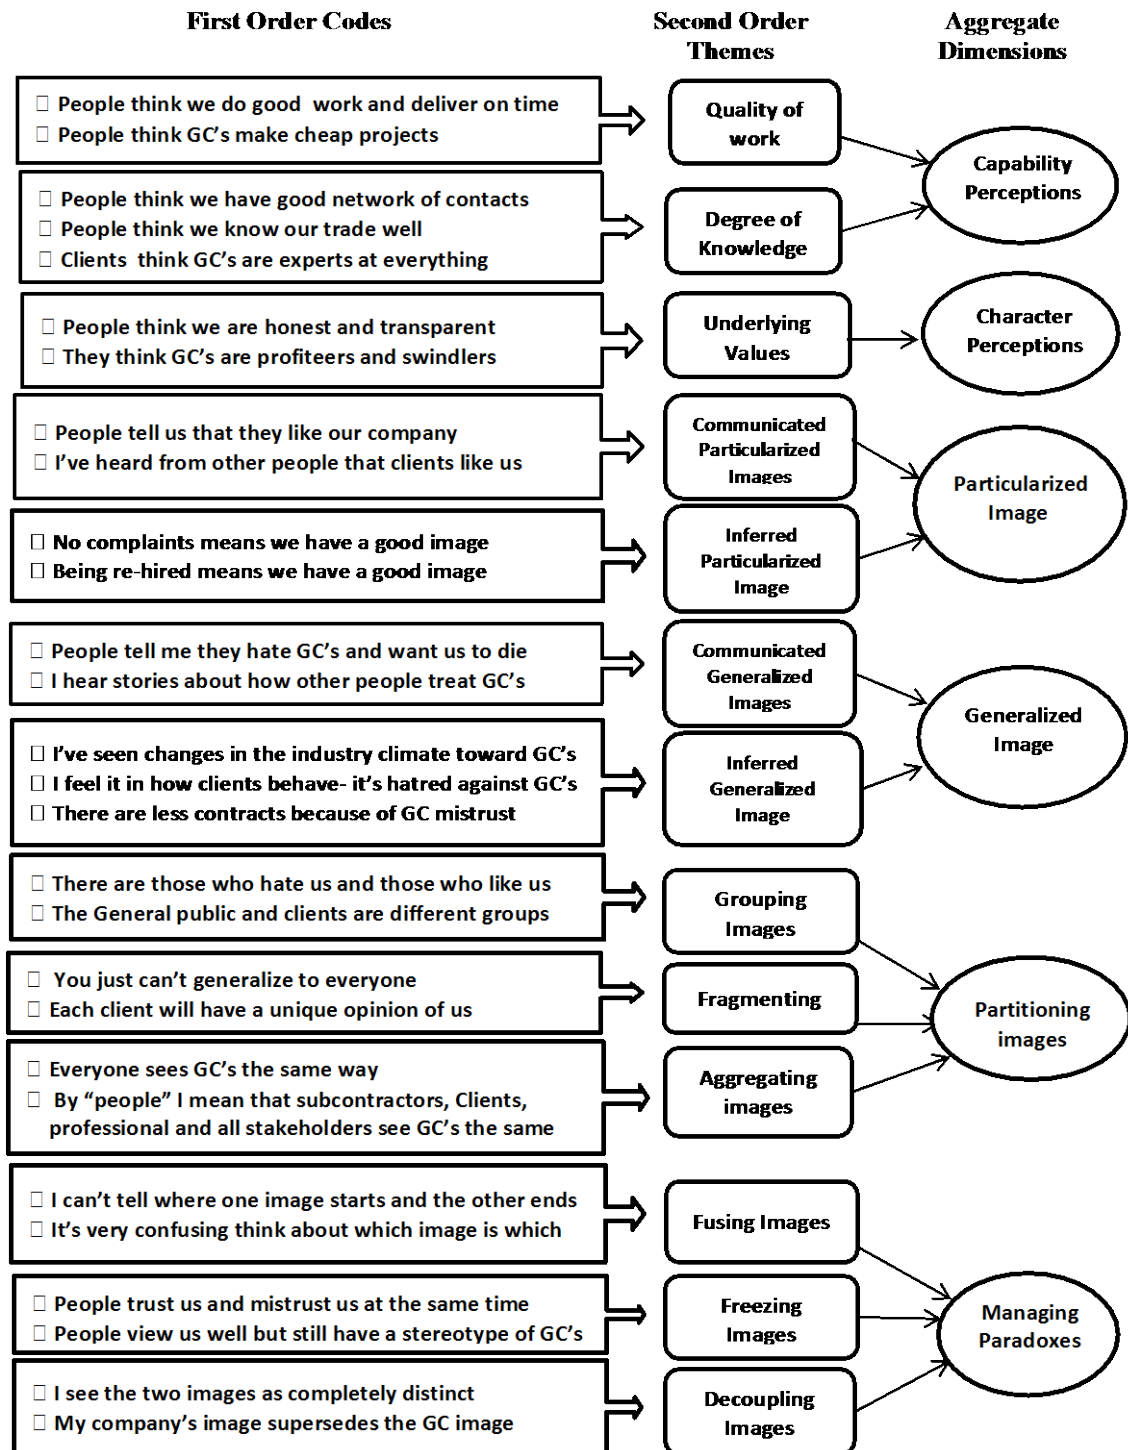 First Order Codes
Second Order
Themes
Aggregate
Dimensions
□ People think we do good work and deliver on time
□ People think GC's make cheap projects
Quality of
work
Capability
Perceptions
□ People think we have good network of contacts
□ People think we know our trade well
□ Clients think GC's are experts at everything
Degree of
Knowledge
□ People think we are honest and transparent
□ They think GC's are profiteers and swindlers
Underlying
Values
Character
Perceptions
□ People tell us that they like our company
□ I've heard from other people that clients like us
Communicated
Particularized
Images
Particularized
Image
□ No complaints means we have a good image
□ Being re-hired means we have a good image
Inferred
Particularized
Image
□ People tell me they hate GC's and want us to die
□ I hear stories about how other people treat GC's
Communicated
Generalized
Images
Generalized
Image
□ I've seen changes in the industry climate toward GC's
□ I feel it in how clients behave- it's hatred against GC's
□ There are less contracts because of GC mistrust
Inferred
Generalized
Image
□ There are those who hate us and those who like us
□ The General public and clients are different groups
Grouping
Images
□ You just can't generalize to everyone
□ Each client will have a unique opinion of us
Fragmenting
Partitioning
images
□ Everyone sees GC's the same way
□ By "people" I mean that subcontractors, Clients,
professional and all stakeholders see GC's the same
Aggregating
images
□ I can't tell where one image starts and the other ends
□ It's very confusing think about which image is which
Fusing Images
□ People trust us and mistrust us at the same time
□ People view us well but still have a stereotype of GC's
Freezing
Images
Managing
Paradoxes
□ I see the two images as completely distinct
□ My company's image supersedes the GC image
Decoupling
Images